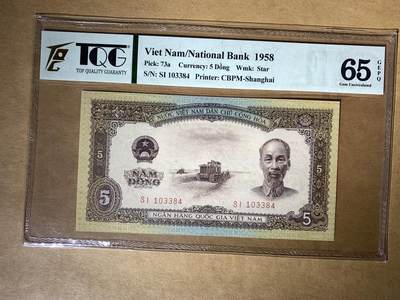 TQG
TOP QUALITY GUARANTY
Viet Nam/National Bank 1958
Pick: 73a Currency: 5 Dồng Wmk: Star
S/N: SI 103384 Printer: CBPM-Shanghai
65
GEPQ
Gem Uncirculated
NƯỚC VIỆT NAM DÂN CHỦ CỘNG HÒA
5
5
NĂM
ĐỒNG
SI 103384
SI 103384
5
5
NGÂN HÀNG QUỐC GIA VIỆT NAM